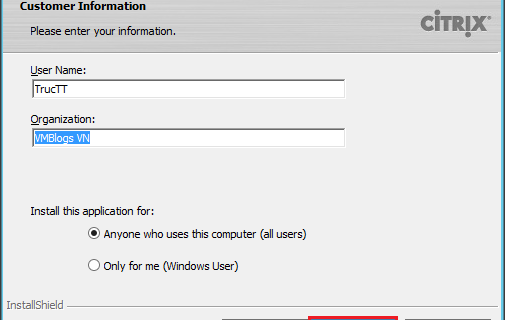 Customer Information
Please enter your information.
CITRIX®
User Name:
TrucTT
Organization:
VMBlogs VN
Install this application for:
Anyone who uses this computer (all users)
Only for me (Windows User)
InstallShield